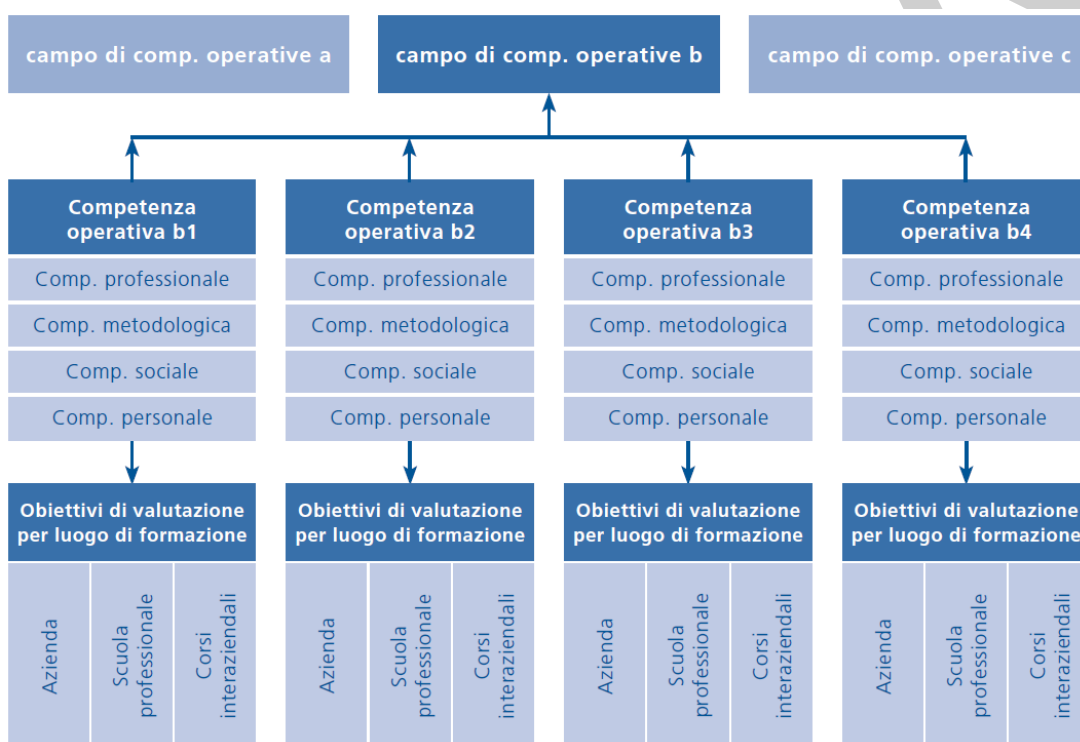 campo di comp. operative a
campo di comp. operative b
campo di comp. operative c
Competenza
operativa b1
Comp. professionale
Comp. metodologica
Comp. sociale
Comp. personale
Obiettivi di valutazione
per luogo di formazione
Azienda
Scuola
professionale
Corsi
interaziendali
Competenza
operativa b2
Comp. professionale
Comp. metodologica
Comp. sociale
Comp. personale
Obiettivi di valutazione
per luogo di formazione
Azienda
Scuola
professionale
Corsi
interaziendali
Competenza
operativa b3
Comp. professionale
Comp. metodologica
Comp. sociale
Comp. personale
Obiettivi di valutazione
per luogo di formazione
Azienda
Scuola
professionale
Corsi
interaziendali
Competenza
operativa b4
Comp. professionale
Comp. metodologica
Comp. sociale
Comp. personale
Obiettivi di valutazione
per luogo di formazione
Azienda
Scuola
professionale
Corsi
interaziendali